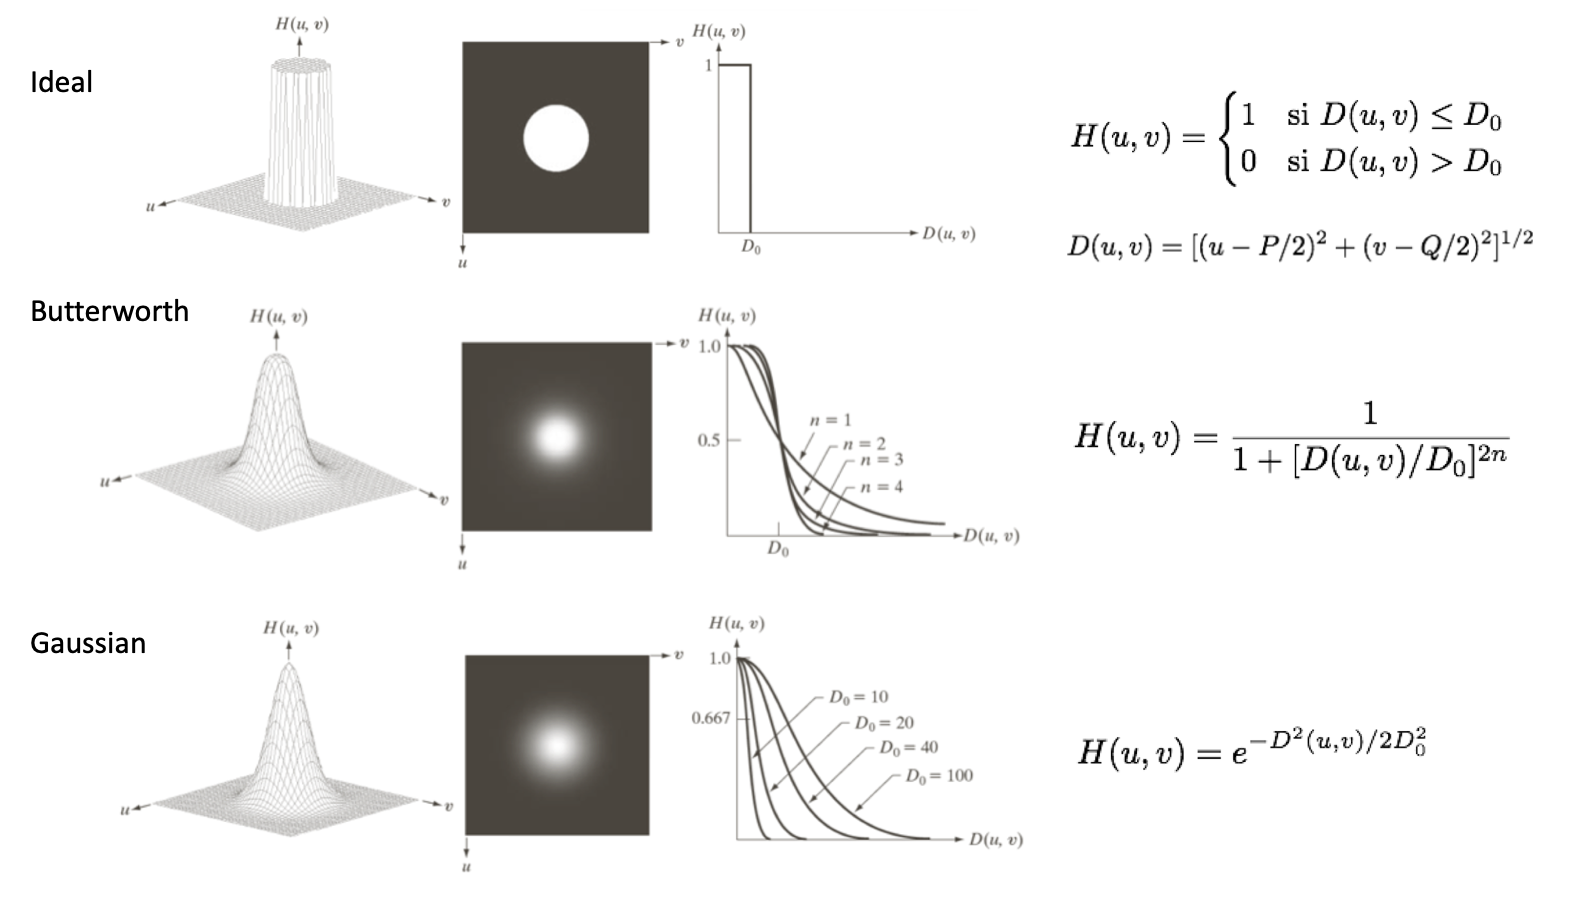 Ideal
H(u, v)
u
v
v
u
H(u, v)
1
D₀
D(u, v)
H(u, v) = { 1 si D(u, v) ≤ D₀
0 si D(u, v) > D₀
D(u, v) = [(u − P/2)² + (v − Q/2)²]^{1/2}
Butterworth
H(u, v)
u
v
v
u
H(u, v)
1.0
0.5
n = 1
n = 2
n = 3
n = 4
D₀
D(u, v)
H(u, v) = 1 / (1 + [D(u, v)/D₀]^{2n})
Gaussian
H(u, v)
u
v
v
u
H(u, v)
1.0
0.667
D₀ = 10
D₀ = 20
D₀ = 40
D₀ = 100
D(u, v)
H(u, v) = e^{−D²(u,v)/2D₀²}